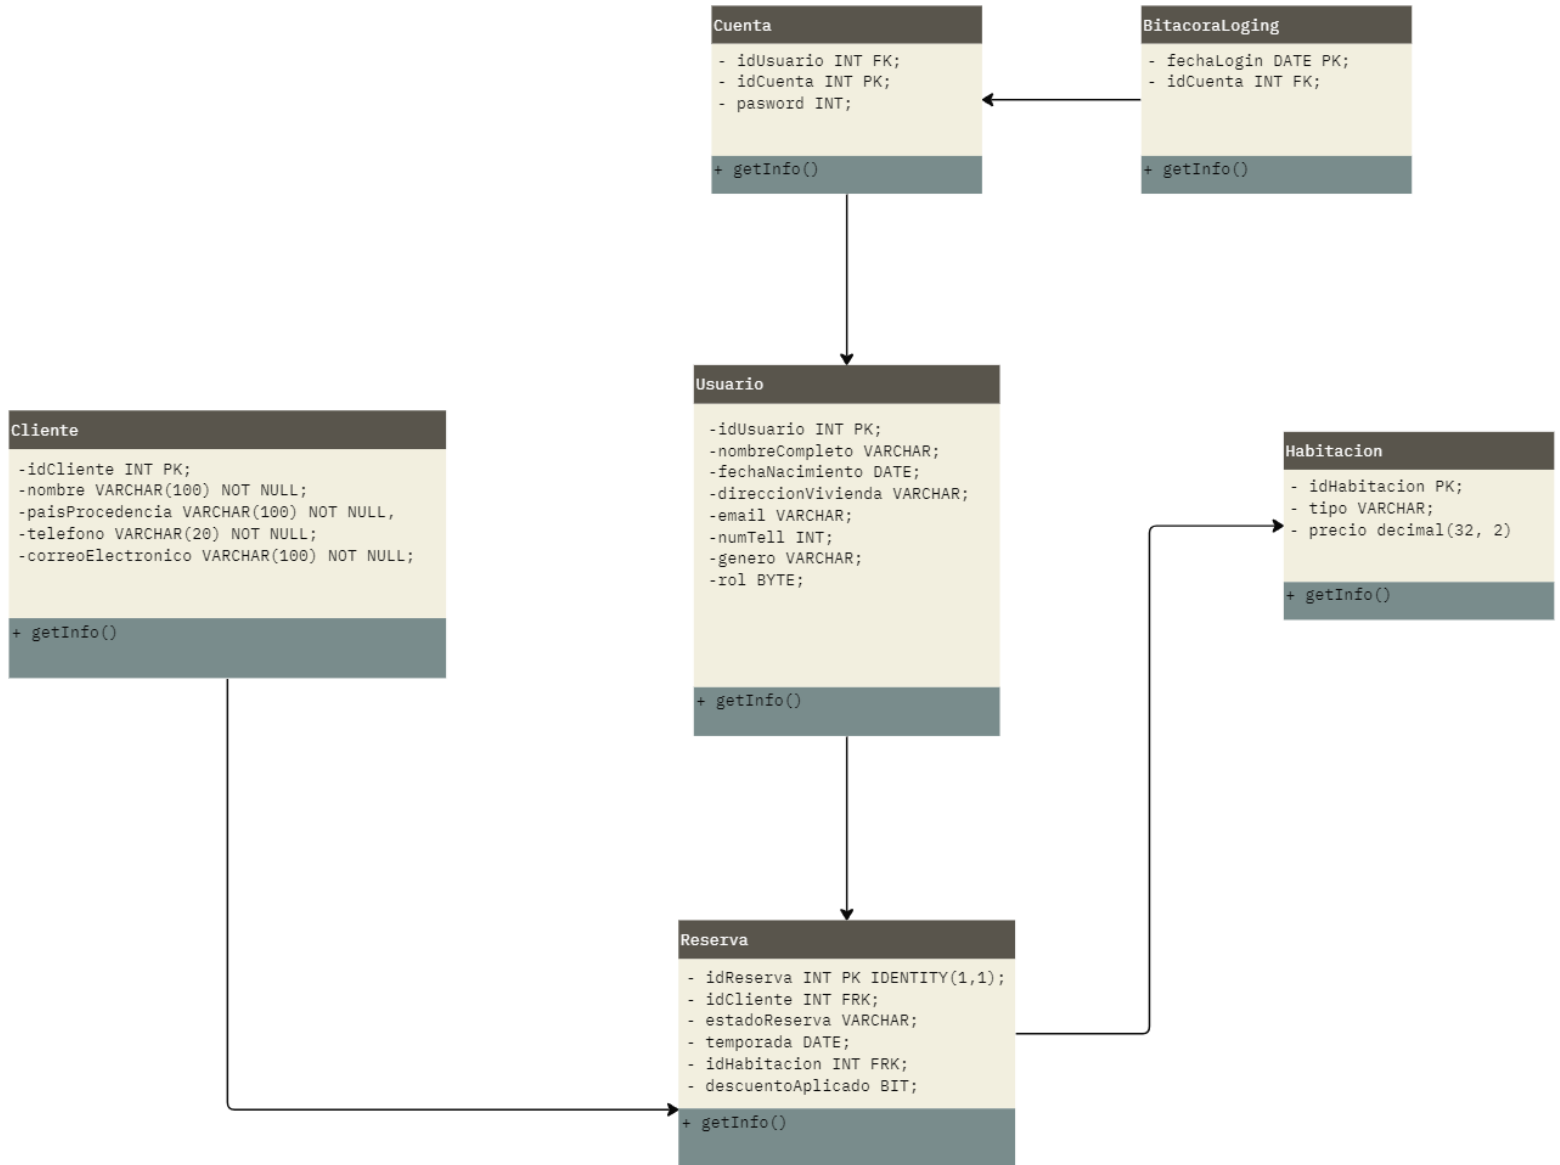 Cuenta
- idUsuario INT FK;
- idCuenta INT PK;
- pasword INT;
+ getInfo()
BitacoraLoging
- fechaLogin DATE PK;
- idCuenta INT FK;
+ getInfo()
Cliente
-idCliente INT PK;
-nombre VARCHAR(100) NOT NULL;
-paisProcedencia VARCHAR(100) NOT NULL,
-telefono VARCHAR(20) NOT NULL;
-correoElectronico VARCHAR(100) NOT NULL;
+ getInfo()
Usuario
-idUsuario INT PK;
-nombreCompleto VARCHAR;
-fechaNacimiento DATE;
-direccionVivienda VARCHAR;
-email VARCHAR;
-numTell INT;
-genero VARCHAR;
-rol BYTE;
+ getInfo()
Habitacion
- idHabitacion PK;
- tipo VARCHAR;
- precio decimal(32, 2)
+ getInfo()
Reserva
- idReserva INT PK IDENTITY(1,1);
- idCliente INT FRK;
- estadoReserva VARCHAR;
- temporada DATE;
- idHabitacion INT FRK;
- descuentoAplicado BIT;
+ getInfo()